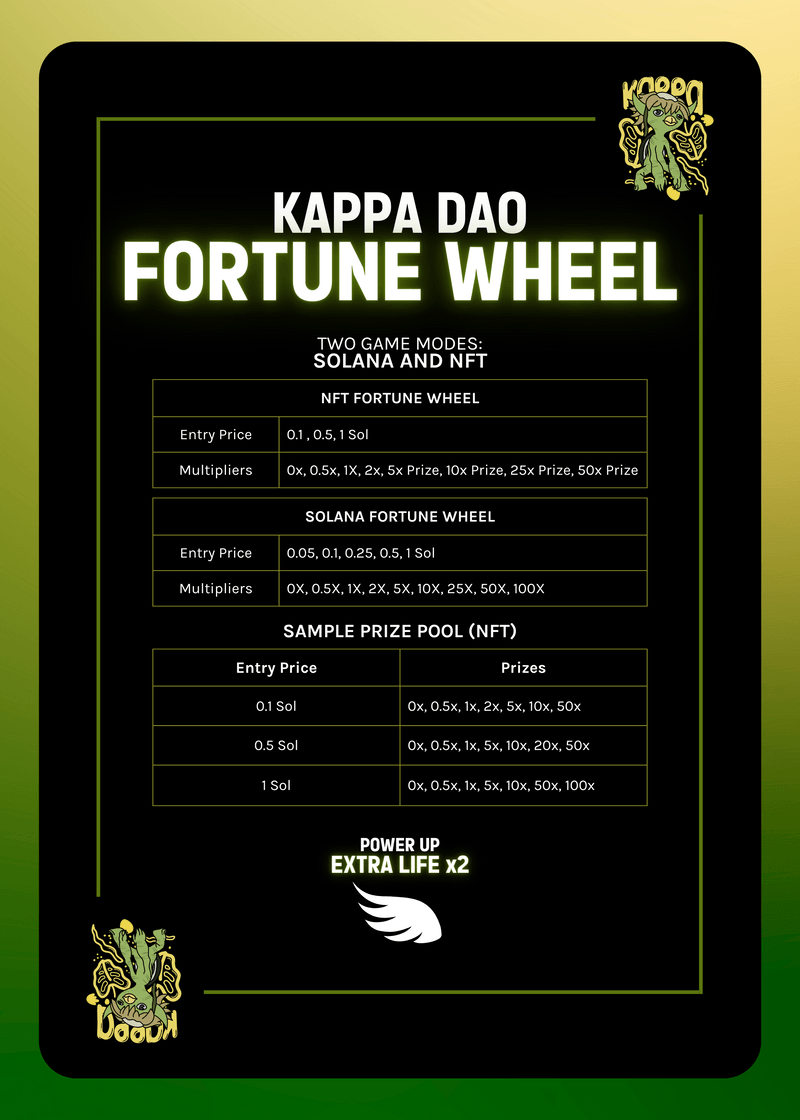 KAPPA
KAPPA DAO
FORTUNE WHEEL
TWO GAME MODES:
SOLANA AND NFT
NFT FORTUNE WHEEL
Entry Price 0.1 , 0.5, 1 Sol
Multipliers 0x, 0.5x, 1X, 2x, 5x Prize, 10x Prize, 25x Prize, 50x Prize
SOLANA FORTUNE WHEEL
Entry Price 0.05, 0.1, 0.25, 0.5, 1 Sol
Multipliers 0X, 0.5X, 1X, 2X, 5X, 10X, 25X, 50X, 100X
SAMPLE PRIZE POOL (NFT)
Entry Price Prizes
0.1 Sol 0x, 0.5x, 1x, 2x, 5x, 10x, 50x
0.5 Sol 0x, 0.5x, 1x, 5x, 10x, 20x, 50x
1 Sol 0x, 0.5x, 1x, 5x, 10x, 50x, 100x
POWER UP
EXTRA LIFE x2
KAPPA